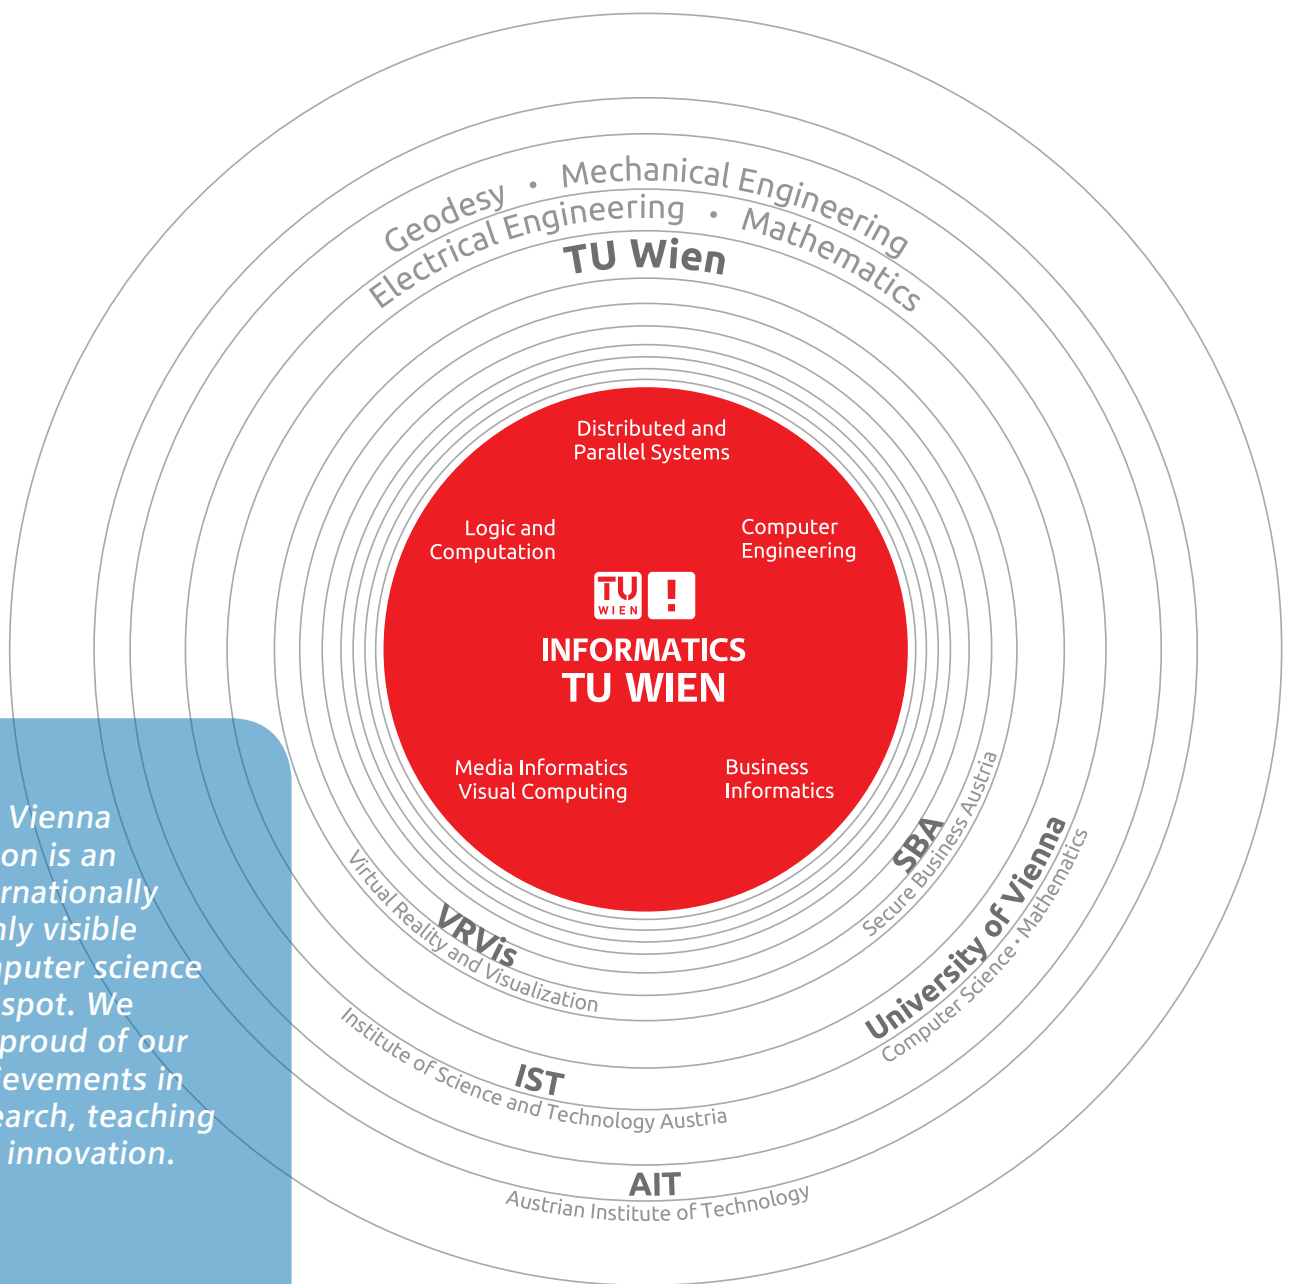 Geodesy • Mechanical Engineering
Electrical Engineering • Mathematics
TU Wien
Distributed and
Parallel Systems
Logic and
Computation
Computer
Engineering
TU
WIEN
!
INFORMATICS
TU WIEN
Media Informatics
Visual Computing
Business
Informatics
SBA
Secure Business Austria
University of Vienna
Computer Science • Mathematics
VRVis
Virtual Reality and Visualization
IST
Institute of Science and Technology Austria
AIT
Austrian Institute of Technology
Vienna
on is an
rnationally
ly visible
puter science
spot. We
proud of our
ievements in
earch, teaching
innovation.